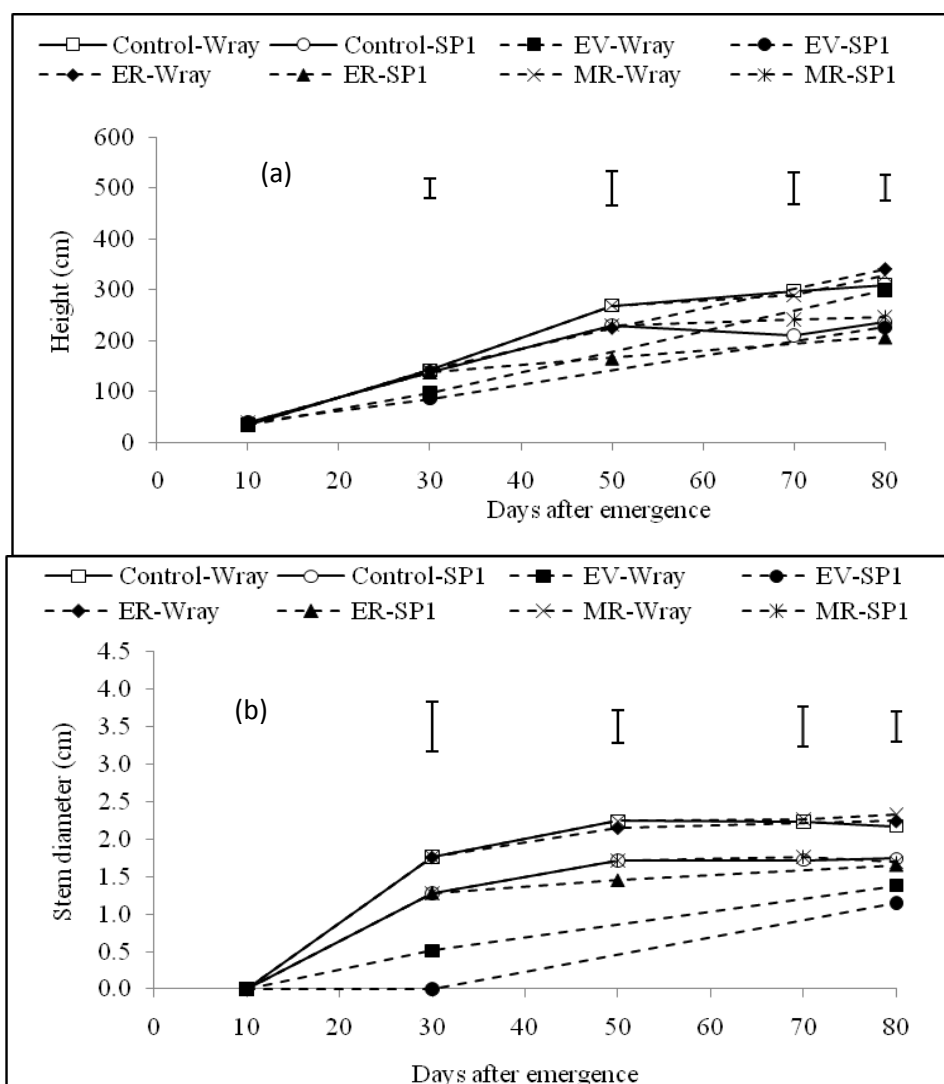 Control-Wray Control-SP1 EV-Wray EV-SP1
ER-Wray ER-SP1 MR-Wray MR-SP1
600
(a)
500
400
300
200
100
0
Height (cm)
0 10 20 30 40 50 60 70 80
Days after emergence
Control-Wray Control-SP1 EV-Wray EV-SP1
ER-Wray ER-SP1 MR-Wray MR-SP1
4.5
4.0
(b)
3.5
3.0
2.5
2.0
1.5
1.0
0.5
0.0
Stem diameter (cm)
0 10 20 30 40 50 60 70 80
Days after emergence